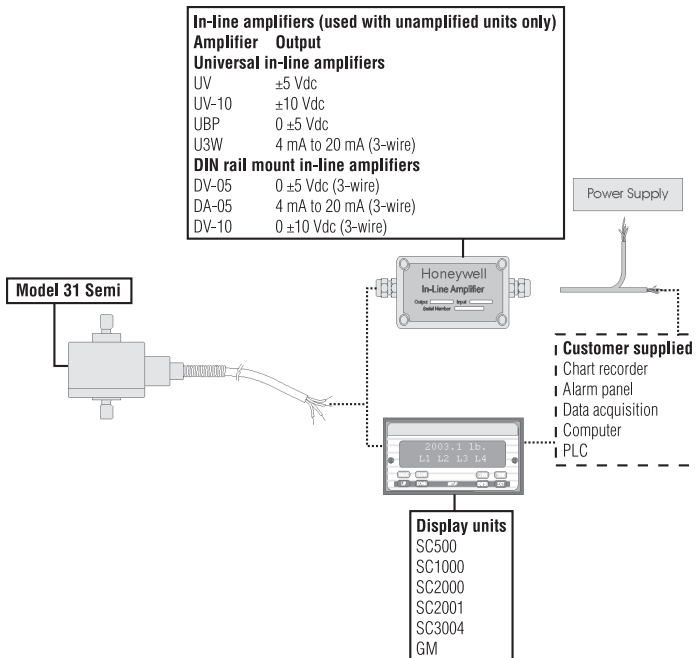 In-line amplifiers (used with unamplified units only)
Amplifier Output
Universal in-line amplifiers
UV ±5 Vdc
UV-10 ±10 Vdc
UBP 0 ±5 Vdc
U3W 4 mA to 20 mA (3-wire)
DIN rail mount in-line amplifiers
DV-05 0 ±5 Vdc (3-wire)
DA-05 4 mA to 20 mA (3-wire)
DV-10 0 ±10 Vdc (3-wire)
Power Supply
Honeywell
In-Line Amplifier
Output Input
Serial Number
Model 31 Semi
Customer supplied
Chart recorder
Alarm panel
Data acquisition
Computer
PLC
2003.1 lb.
L1 L2 L3 L4
UP DOWN SETUP ENTER EXIT
Display units
SC500
SC1000
SC2000
SC2001
SC3004
GM